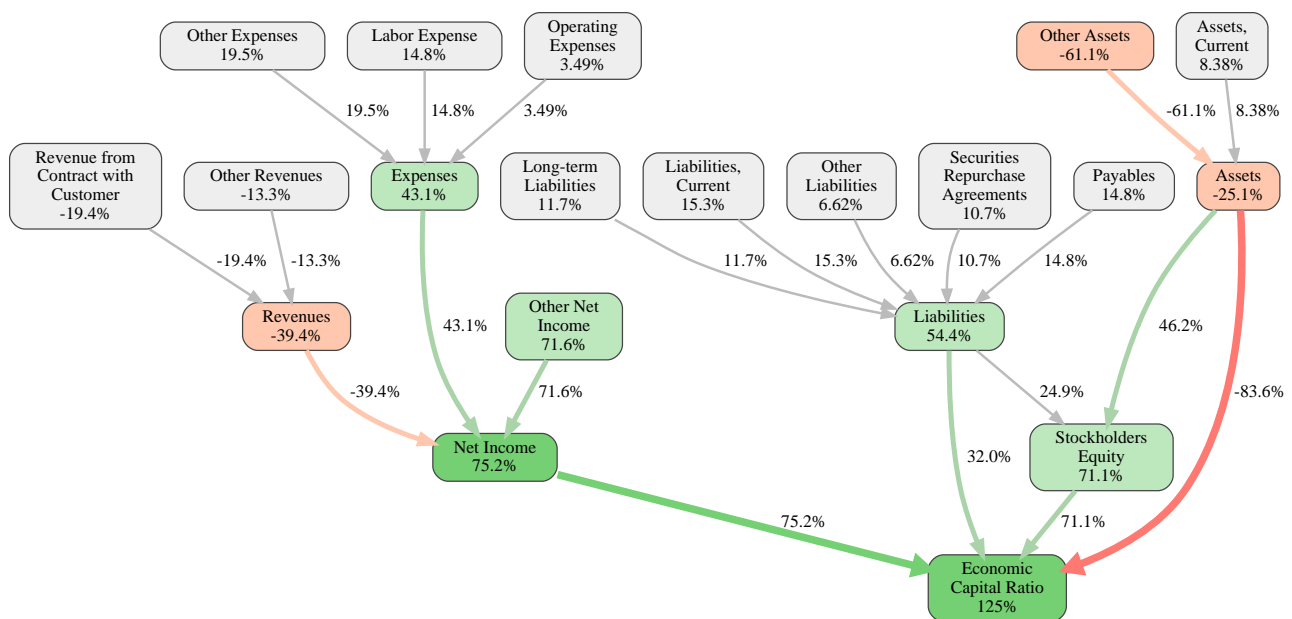 Other Expenses
19.5%
Labor Expense
14.8%
Operating
Expenses
3.49%
Other Assets
-61.1%
Assets,
Current
8.38%
19.5%
14.8%
3.49%
-61.1%
8.38%
Revenue from
Contract with
Customer
-19.4%
Other Revenues
-13.3%
Expenses
43.1%
Long-term
Liabilities
11.7%
Liabilities,
Current
15.3%
Other
Liabilities
6.62%
Securities
Repurchase
Agreements
10.7%
Payables
14.8%
Assets
-25.1%
-19.4%
-13.3%
11.7%
15.3%
6.62%
10.7%
14.8%
Revenues
-39.4%
43.1%
Other Net
Income
71.6%
Liabilities
54.4%
46.2%
-39.4%
71.6%
24.9%
-83.6%
Net Income
75.2%
32.0%
Stockholders
Equity
71.1%
75.2%
71.1%
Economic
Capital Ratio
125%